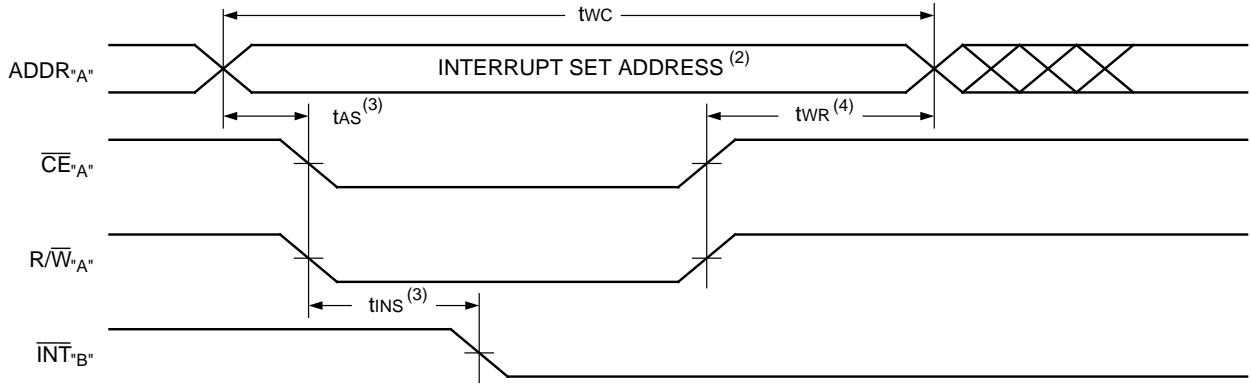 tWC
ADDR"A"
INTERRUPT SET ADDRESS (2)
tAS(3)
tWR(4)
CE"A"
R/W"A"
tINS(3)
INT"B"